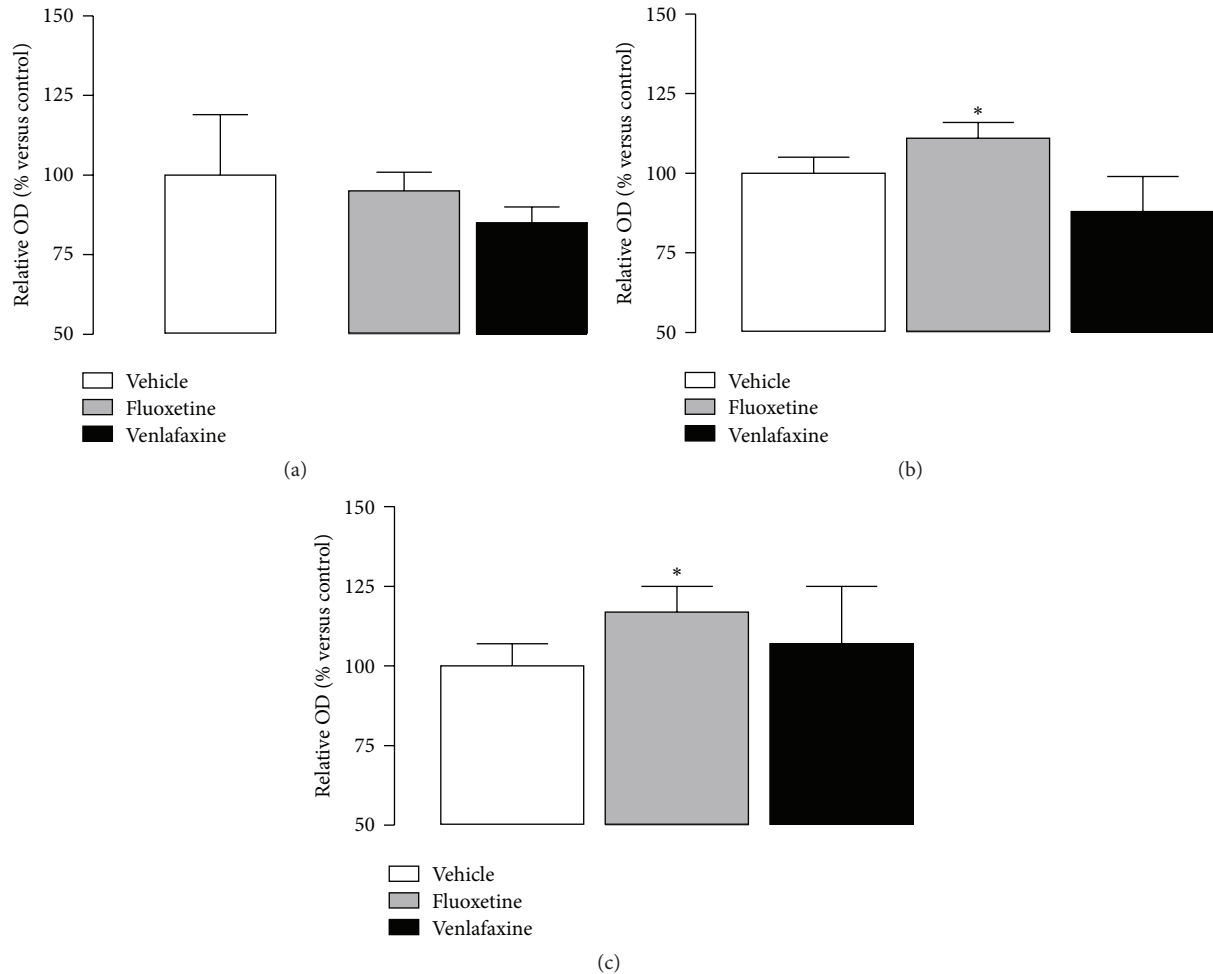 Relative OD (% versus control)
150
125
100
75
50
Vehicle
Fluoxetine
Venlafaxine
(a)
Relative OD (% versus control)
150
125
100
75
50
*
Vehicle
Fluoxetine
Venlafaxine
(b)
Relative OD (% versus control)
150
125
100
75
50
*
Vehicle
Fluoxetine
Venlafaxine
(c)